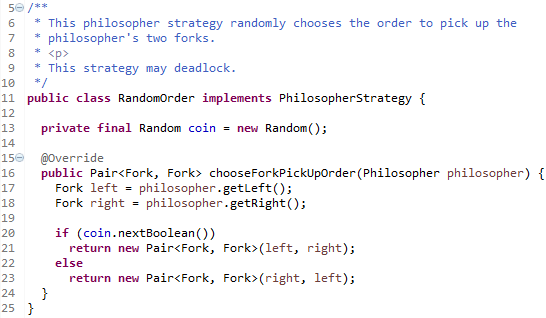 5 /**
6  * This philosopher strategy randomly chooses the order to pick up the
7  * philosopher's two forks.
8  * <p>
9  * This strategy may deadlock.
10  */
11 public class RandomOrder implements PhilosopherStrategy {
12
13   private final Random coin = new Random();
14
15   @Override
16   public Pair<Fork, Fork> chooseForkPickUpOrder(Philosopher philosopher) {
17     Fork left = philosopher.getLeft();
18     Fork right = philosopher.getRight();
19
20     if (coin.nextBoolean())
21       return new Pair<Fork, Fork>(left, right);
22     else
23       return new Pair<Fork, Fork>(right, left);
24   }
25 }